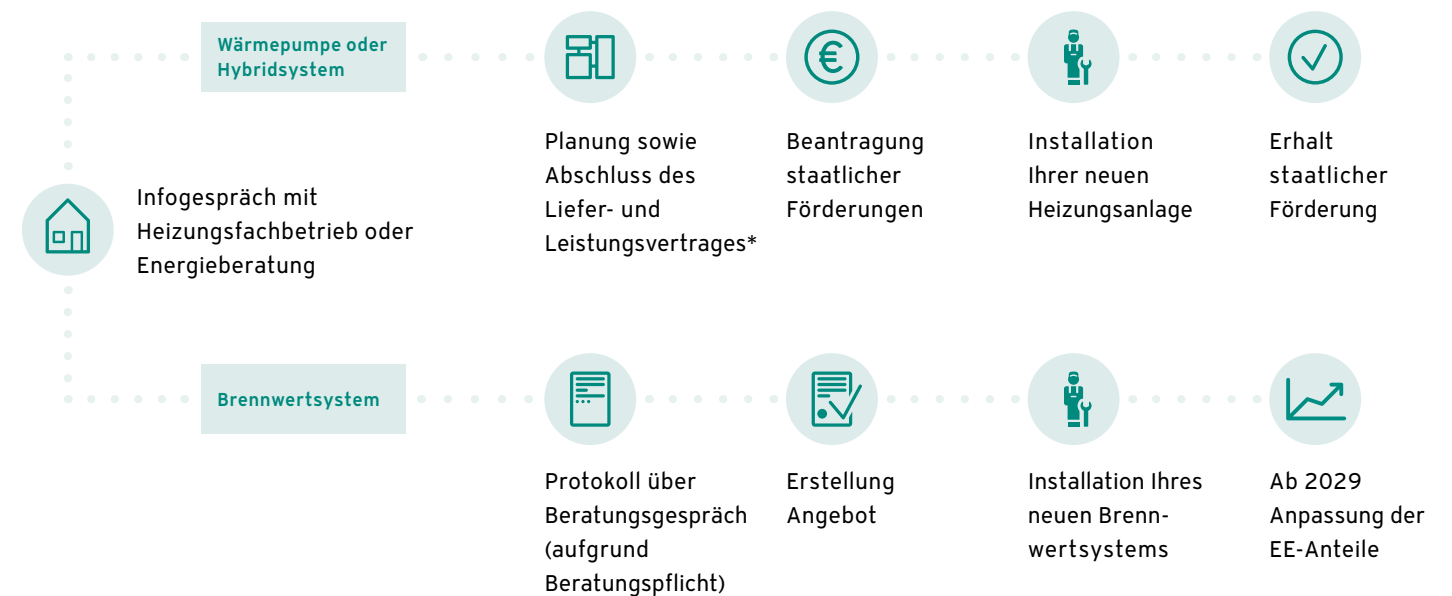 Wärmepumpe oder
Hybridsystem
Infogespräch mit
Heizungsfachbetrieb oder
Energieberatung
Planung sowie
Abschluss des
Liefer- und
Leistungsvertrages*
€
Beantragung
staatlicher
Förderungen
Installation
Ihrer neuen
Heizungsanlage
Erhalt
staatlicher
Förderung
Brennwertsystem
Protokoll über
Beratungsgespräch
(aufgrund
Beratungspflicht)
Erstellung
Angebot
Installation Ihres
neuen Brenn-
wertsystems
Ab 2029
Anpassung der
EE-Anteile